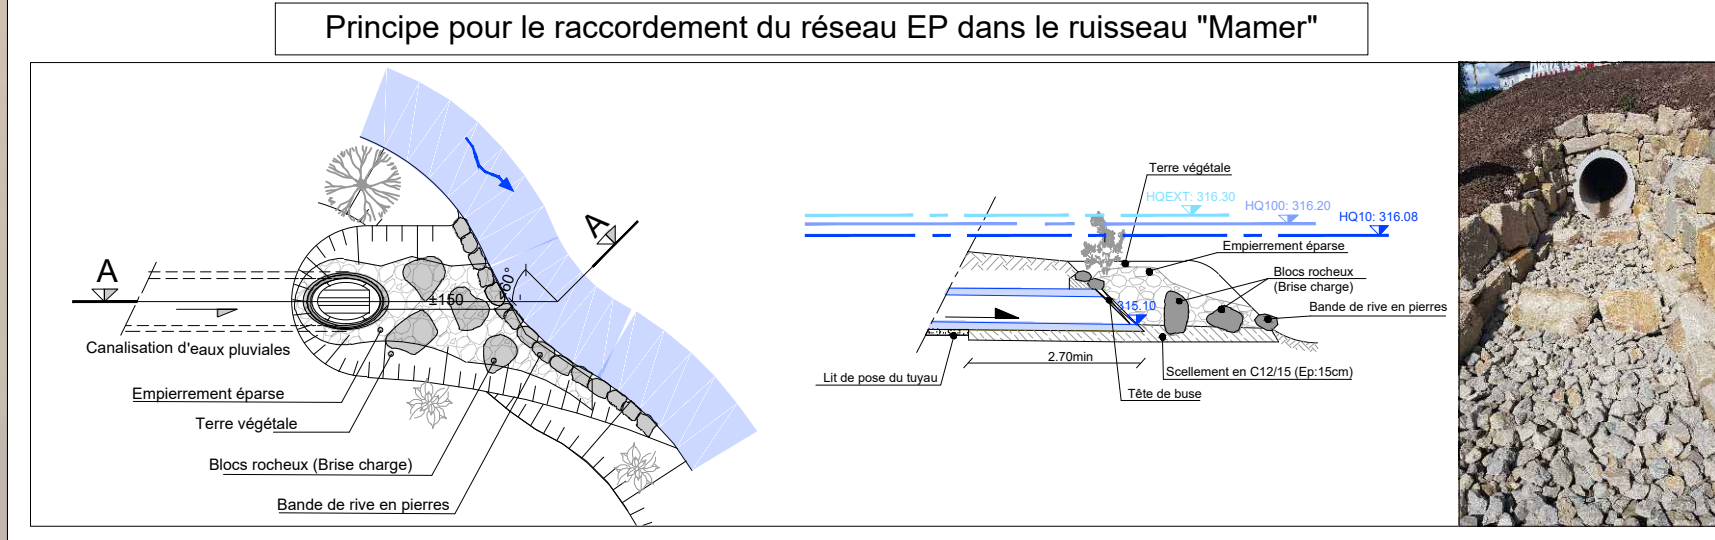 Principe pour le raccordement du réseau EP dans le ruisseau "Mamer"
A
A
±150
±60°
Canalisation d'eaux pluviales
Empierrement éparse
Terre végétale
Blocs rocheux (Brise charge)
Bande de rive en pierres
Terre végétale
HQEXT: 316.30
HQ100: 316.20
HQ10: 316.08
Empierrement éparse
Blocs rocheux
(Brise charge)
Bande de rive en pierres
315.10
2.70min
Lit de pose du tuyau
Scellement en C12/15 (Ep:15cm)
Tête de buse